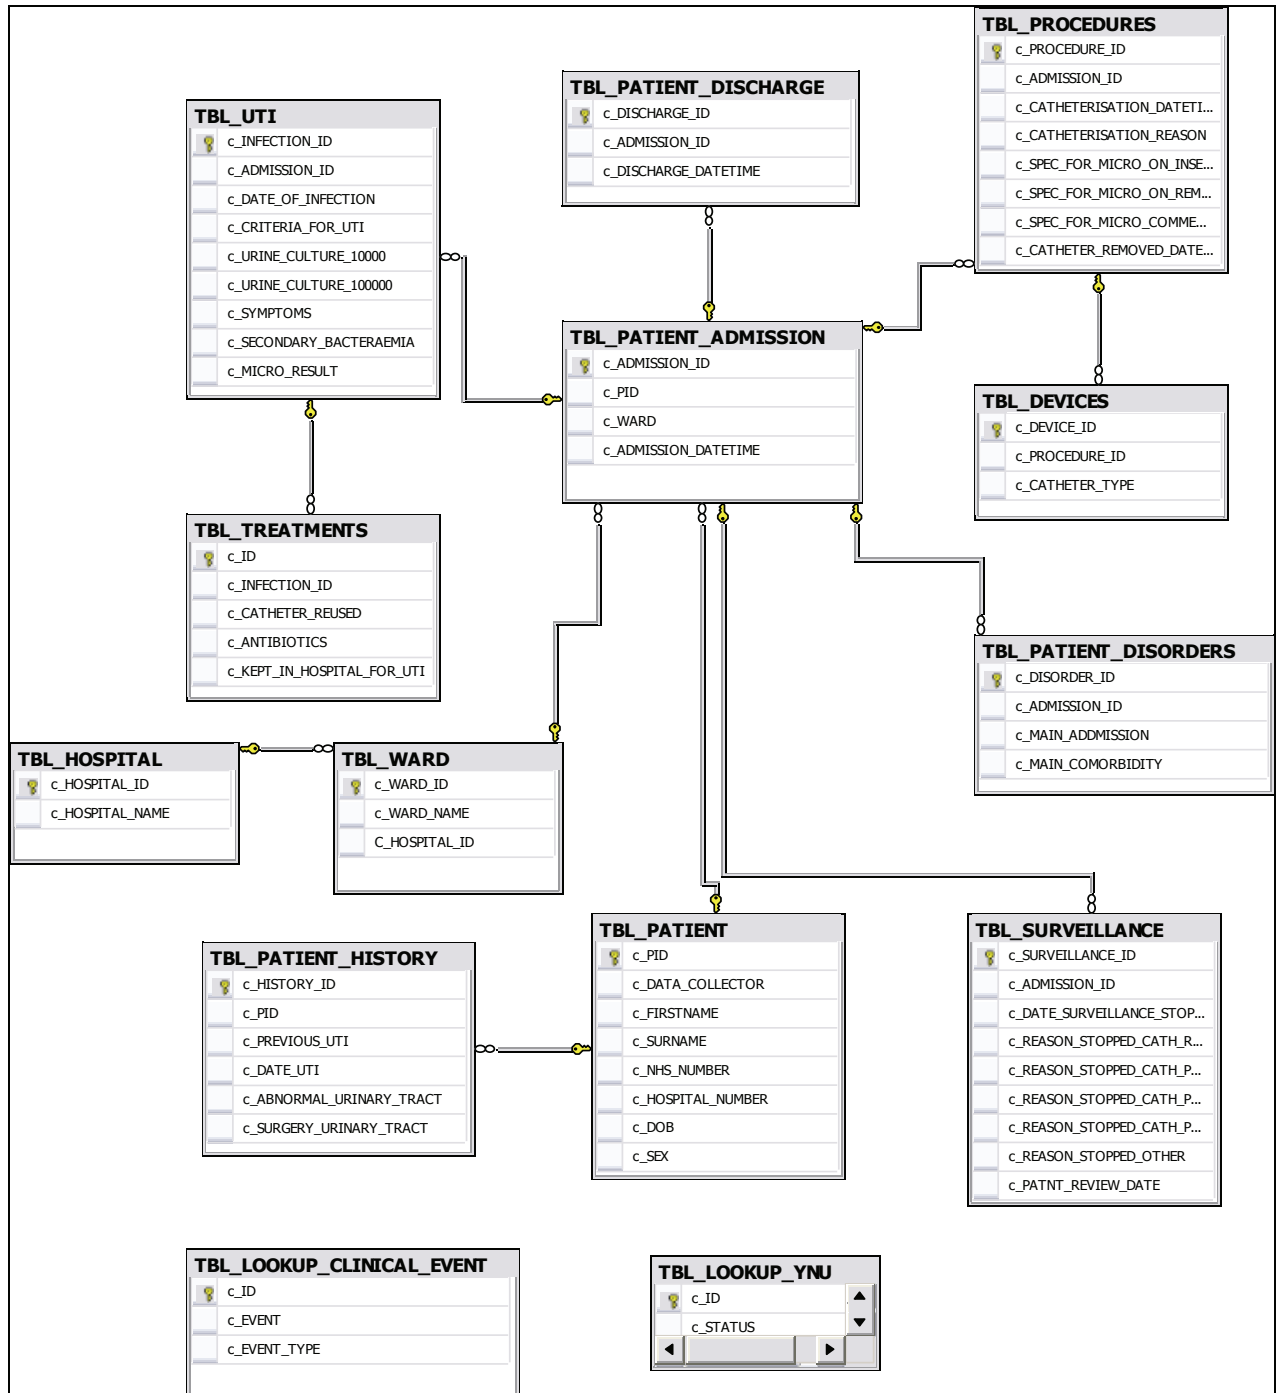 TBL_PROCEDURES
c_PROCEDURE_ID
c_ADMISSION_ID
c_CATHETERISATION_DATETI...
c_CATHETERISATION_REASON
c_SPEC_FOR_MICRO_ON_INSE...
c_SPEC_FOR_MICRO_ON_REM...
c_SPEC_FOR_MICRO_COMME...
c_CATHETER_REMOVED_DATE...
TBL_PATIENT_DISCHARGE
c_DISCHARGE_ID
c_ADMISSION_ID
c_DISCHARGE_DATETIME
TBL_UTI
c_INFECTION_ID
c_ADMISSION_ID
c_DATE_OF_INFECTION
c_CRITERIA_FOR_UTI
c_URINE_CULTURE_10000
c_URINE_CULTURE_100000
c_SYMPTOMS
c_SECONDARY_BACTERAEMIA
c_MICRO_RESULT
TBL_PATIENT_ADMISSION
c_ADMISSION_ID
c_PID
c_WARD
c_ADMISSION_DATETIME
TBL_DEVICES
c_DEVICE_ID
c_PROCEDURE_ID
c_CATHETER_TYPE
TBL_TREATMENTS
c_ID
c_INFECTION_ID
c_CATHETER_REUSED
c_ANTIBIOTICS
c_KEPT_IN_HOSPITAL_FOR_UTI
TBL_PATIENT_DISORDERS
c_DISORDER_ID
c_ADMISSION_ID
c_MAIN_ADDMISSION
c_MAIN_COMORBIDITY
TBL_HOSPITAL
c_HOSPITAL_ID
c_HOSPITAL_NAME
TBL_WARD
c_WARD_ID
c_WARD_NAME
C_HOSPITAL_ID
TBL_PATIENT
c_PID
c_DATA_COLLECTOR
c_FIRSTNAME
c_SURNAME
c_NHS_NUMBER
c_HOSPITAL_NUMBER
c_DOB
c_SEX
TBL_SURVEILLANCE
c_SURVEILLANCE_ID
c_ADMISSION_ID
c_DATE_SURVEILLANCE_STOP...
c_REASON_STOPPED_CATH_R...
c_REASON_STOPPED_CATH_P...
c_REASON_STOPPED_CATH_P...
c_REASON_STOPPED_CATH_P...
c_REASON_STOPPED_OTHER
c_PATNT_REVIEW_DATE
TBL_PATIENT_HISTORY
c_HISTORY_ID
c_PID
c_PREVIOUS_UTI
c_DATE_UTI
c_ABNORMAL_URINARY_TRACT
c_SURGERY_URINARY_TRACT
TBL_LOOKUP_CLINICAL_EVENT
c_ID
c_EVENT
c_EVENT_TYPE
TBL_LOOKUP_YNU
c_ID
c_STATUS